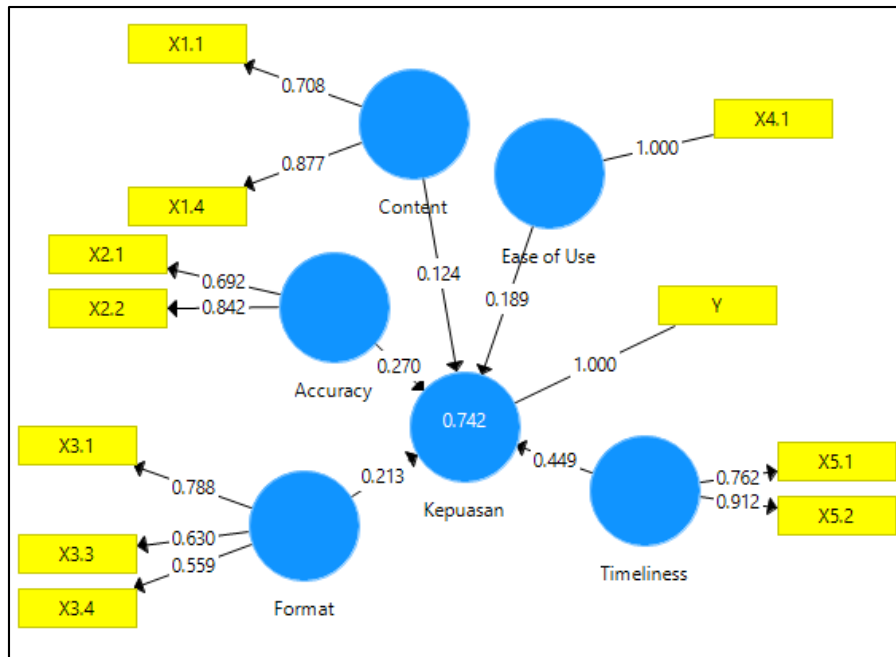 X1.1
0.708
0.877
X1.4
Content
X4.1
1.000
Ease of Use
0.124
0.189
X2.1
0.692
X2.2
0.842
Accuracy
0.270
Y
1.000
0.742
Kepuasan
X3.1
0.788
0.213
X3.3
0.630
0.559
X3.4
Format
0.449
0.762
X5.1
0.912
X5.2
Timeliness